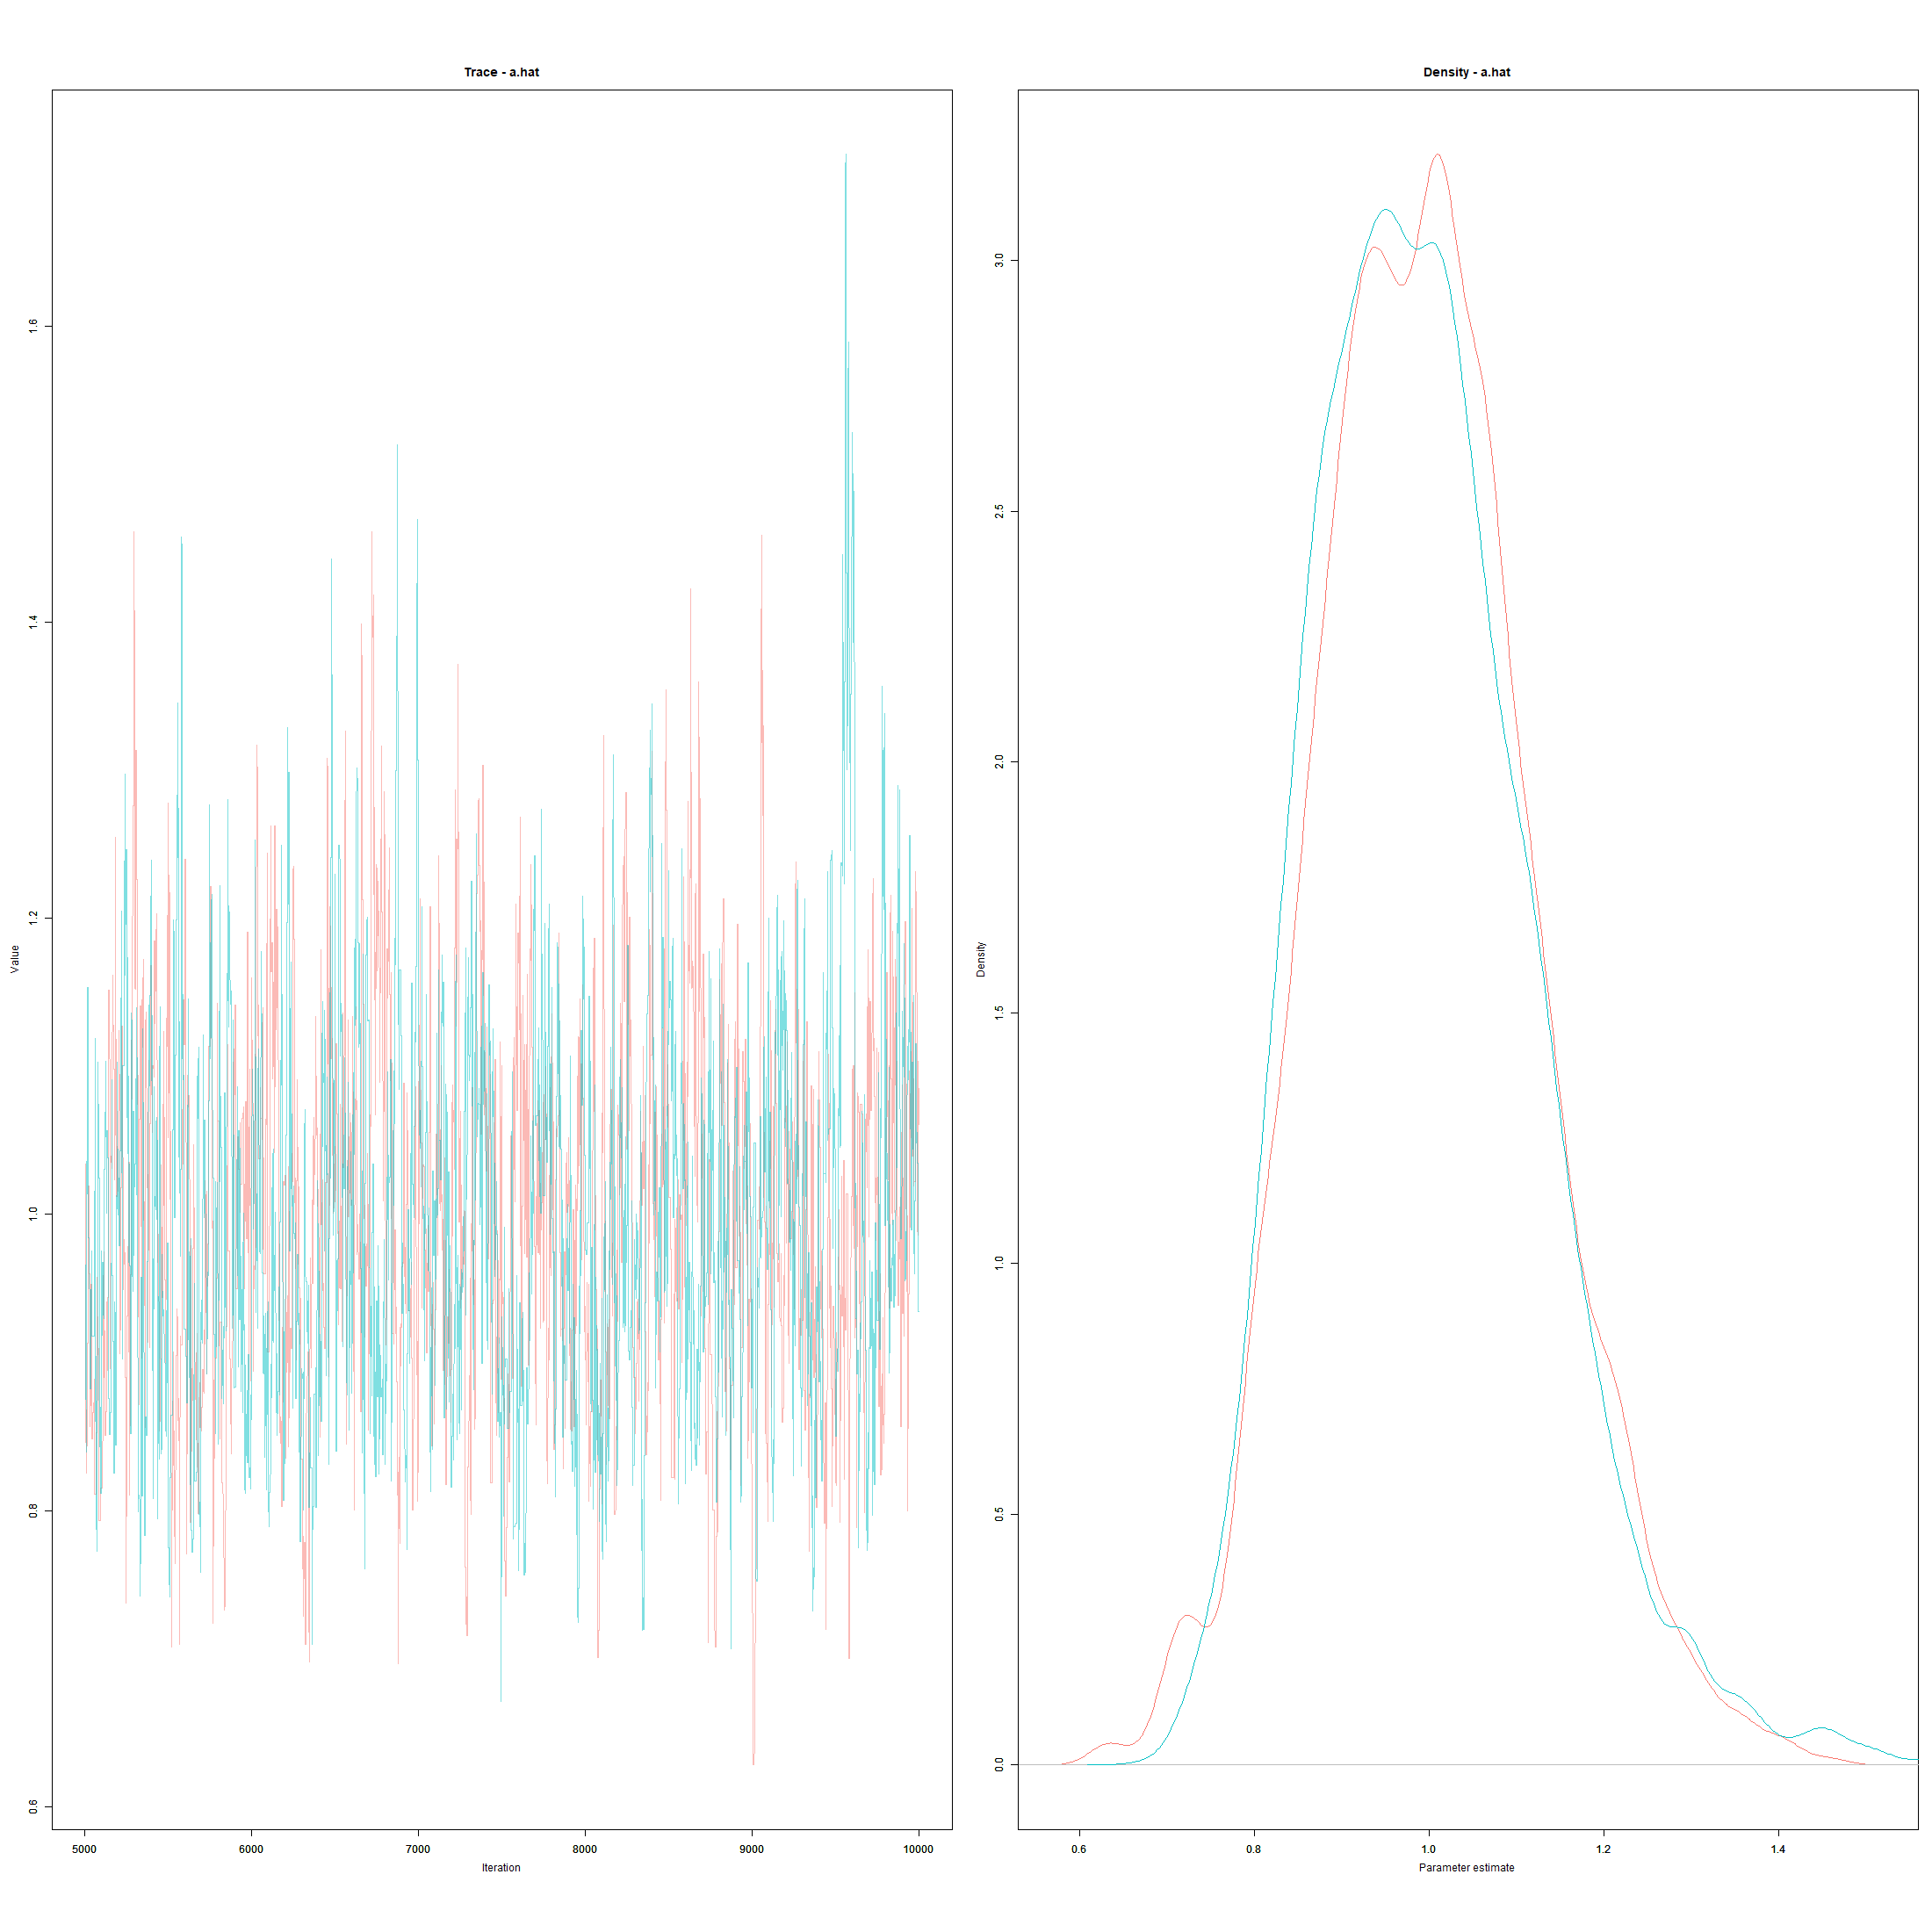 Trace - a.hat
Value
1.6
1.4
1.2
1.0
0.8
0.6
5000 6000 7000 8000 9000 10000
Iteration
Density - a.hat
Density
3.0
2.5
2.0
1.5
1.0
0.5
0.0
0.6 0.8 1.0 1.2 1.4
Parameter estimate